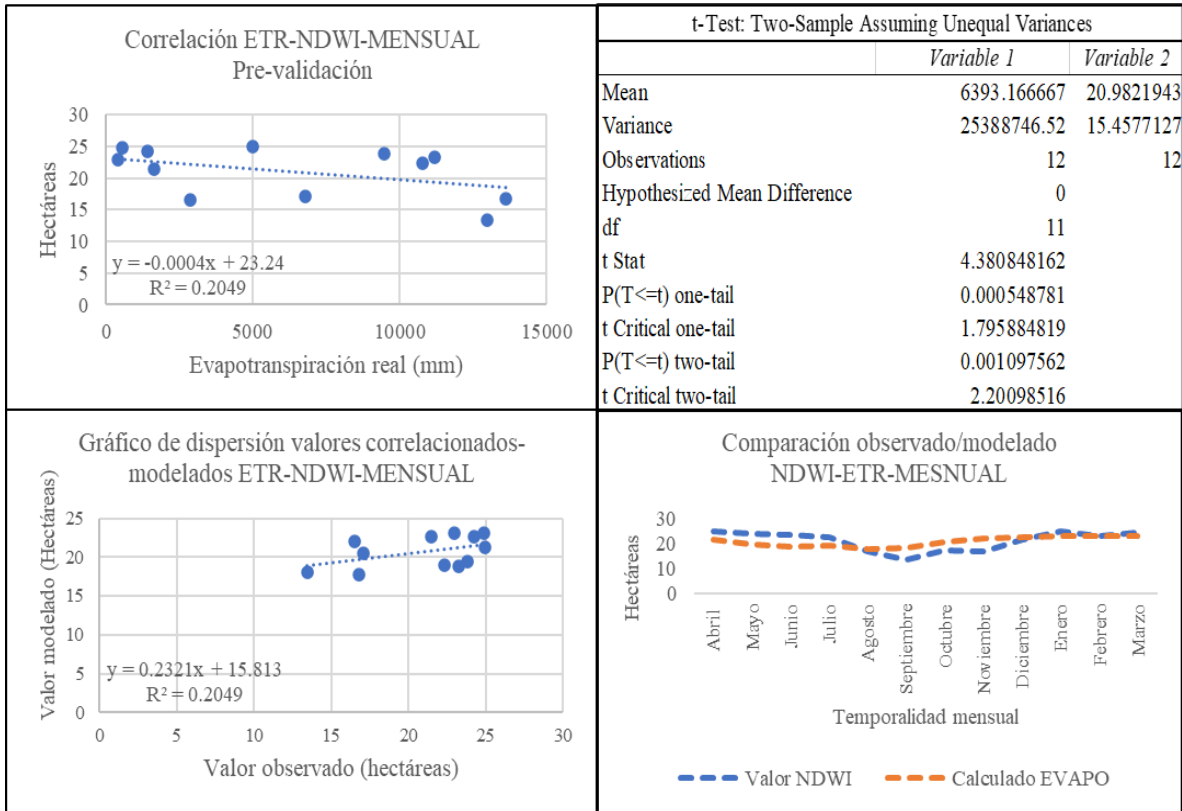 Correlación ETR-NDWI-MENSUAL
Pre-validación
Hectáreas
30
25
20
15
10
5
0
y = -0.0004x + 23.24
R² = 0.2049
0 5000 10000 15000
Evapotranspiración real (mm)
t-Test: Two-Sample Assuming Unequal Variances
Variable 1 Variable 2
Mean 6393.166667 20.9821943
Variance 25388746.52 15.4577127
Observations 12 12
Hypothesized Mean Difference 0
df 11
t Stat 4.380848162
P(T<=t) one-tail 0.000548781
t Critical one-tail 1.795884819
P(T<=t) two-tail 0.001097562
t Critical two-tail 2.20098516
Gráfico de dispersión valores correlacionados-
modelados ETR-NDWI-MENSUAL
Valor modelado (Hectáreas)
25
20
15
10
5
0
y = 0.2321x + 15.813
R² = 0.2049
0 5 10 15 20 25 30
Valor observado (hectáreas)
Comparación observado/modelado
NDWI-ETR-MESNUAL
Hectáreas
30
20
10
0
Abril
Mayo
Junio
Julio
Agosto
Septiembre
Octubre
Noviembre
Diciembre
Enero
Febrero
Marzo
Temporalidad mensual
Valor NDWI Calculado EVAPO